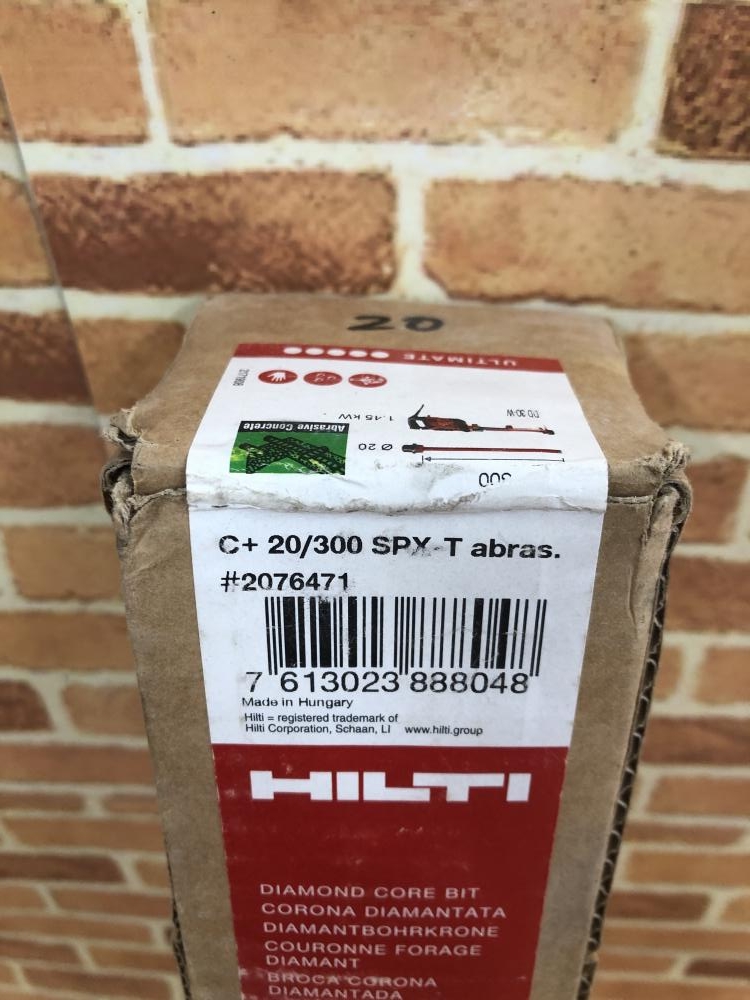 20
ULTIMATE
DD 30-W
1.45 kW
Ø 20
Abrasive Concrete
300
C+ 20/300 SPX-T abras.
#2076471
7 613023 888048
Made in Hungary
Hilti = registered trademark of
Hilti Corporation, Schaan, LI www.hilti.group
HILTI
DIAMOND CORE BIT
CORONA DIAMANTATA
DIAMANTBOHRKRONE
COURONNE FORAGE
DIAMANT
BROCA CORONA
DIAMANTADA